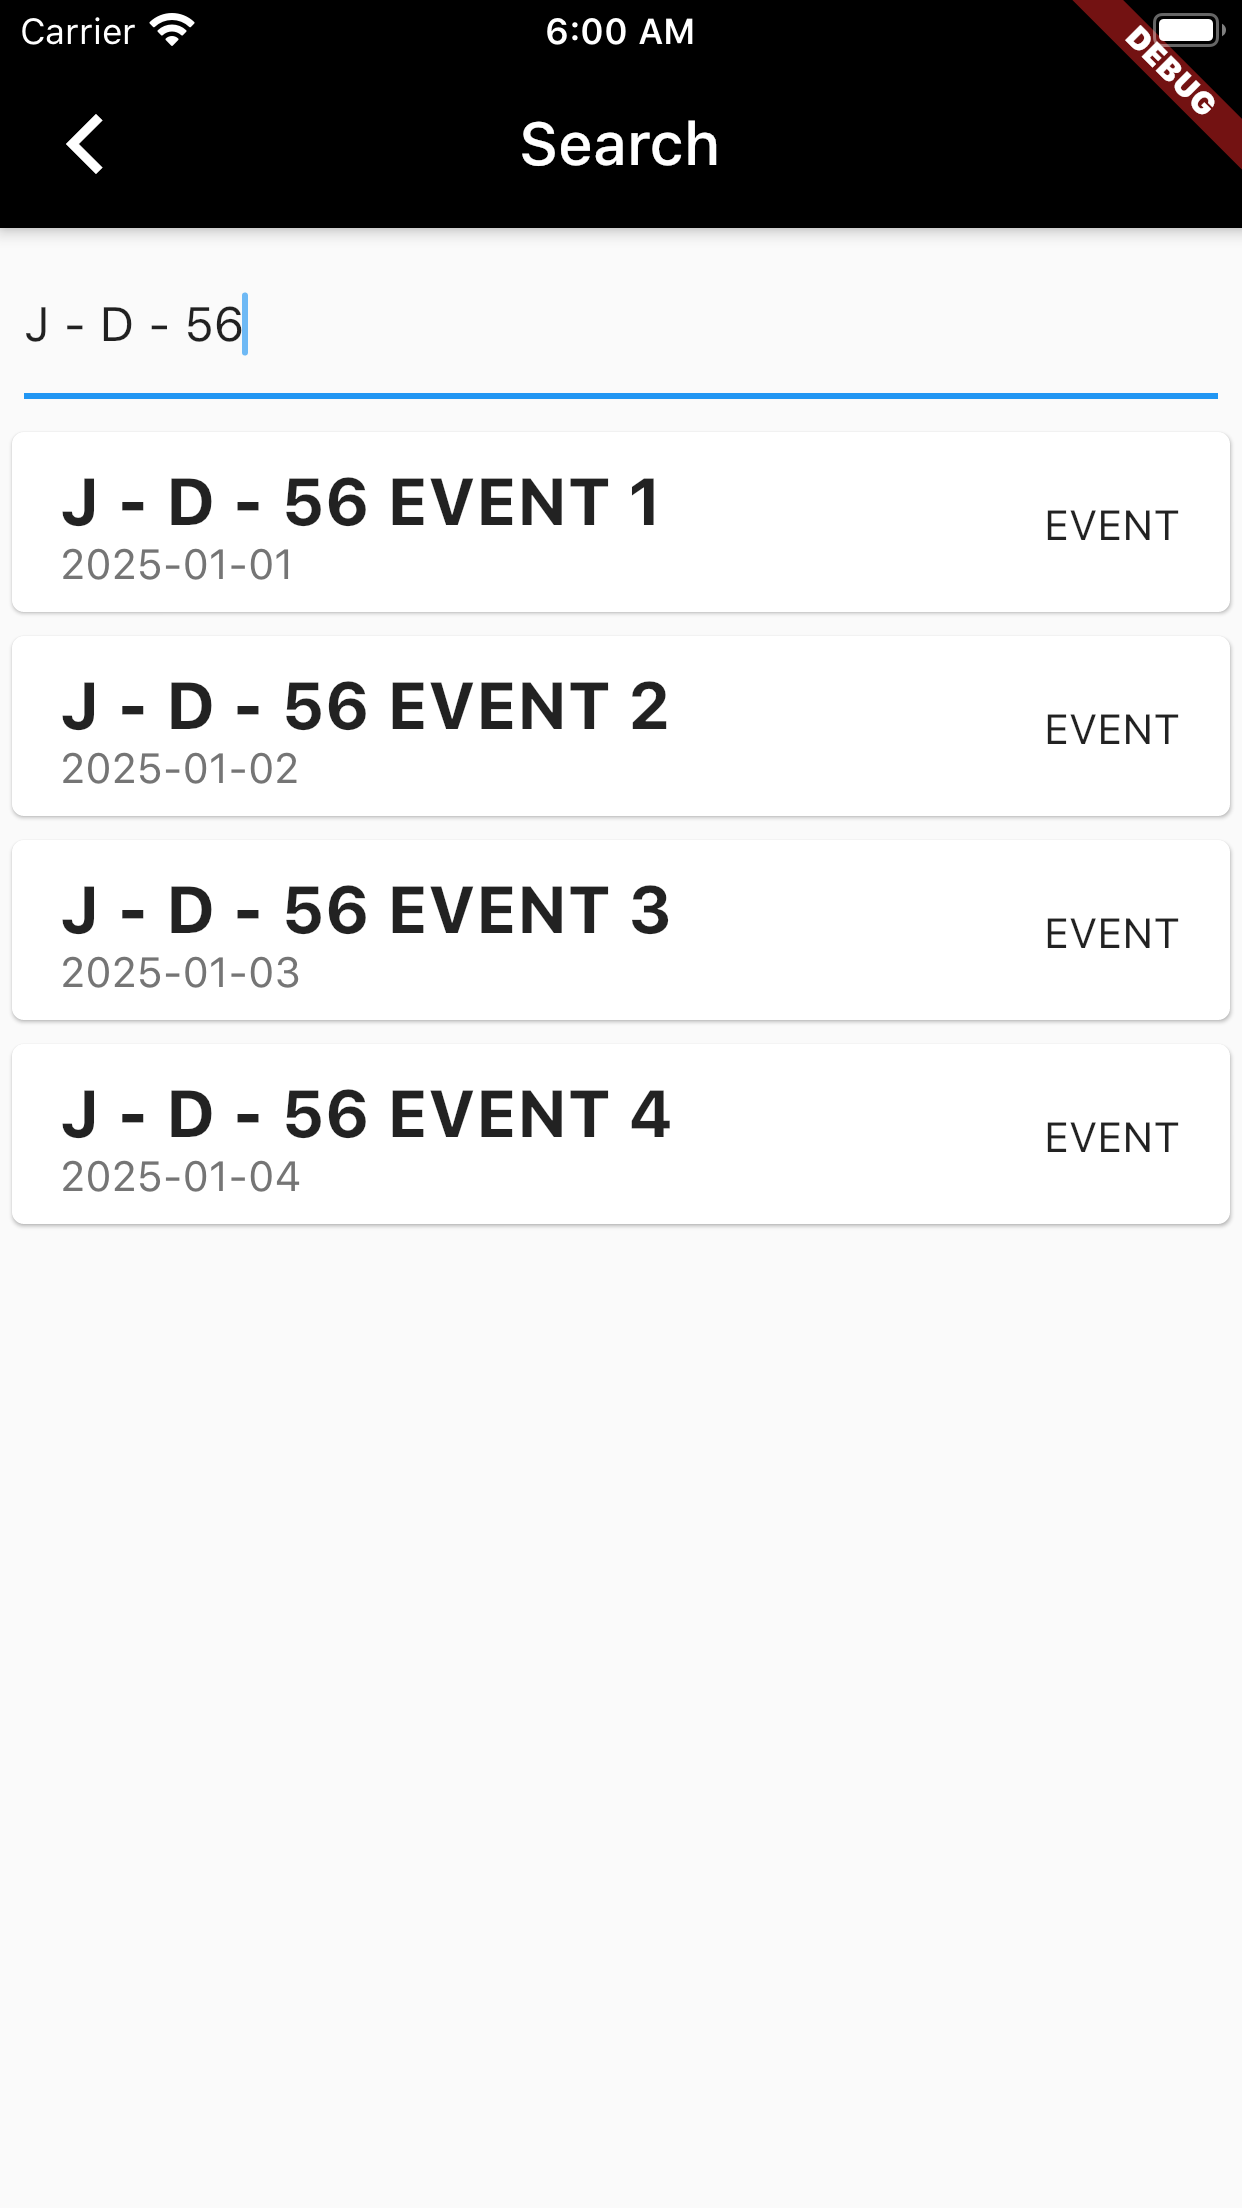 Carrier 6:00 AM
DEBUG
Search
J - D - 56
J - D - 56 EVENT 1
2025-01-01
EVENT
J - D - 56 EVENT 2
2025-01-02
EVENT
J - D - 56 EVENT 3
2025-01-03
EVENT
J - D - 56 EVENT 4
2025-01-04
EVENT